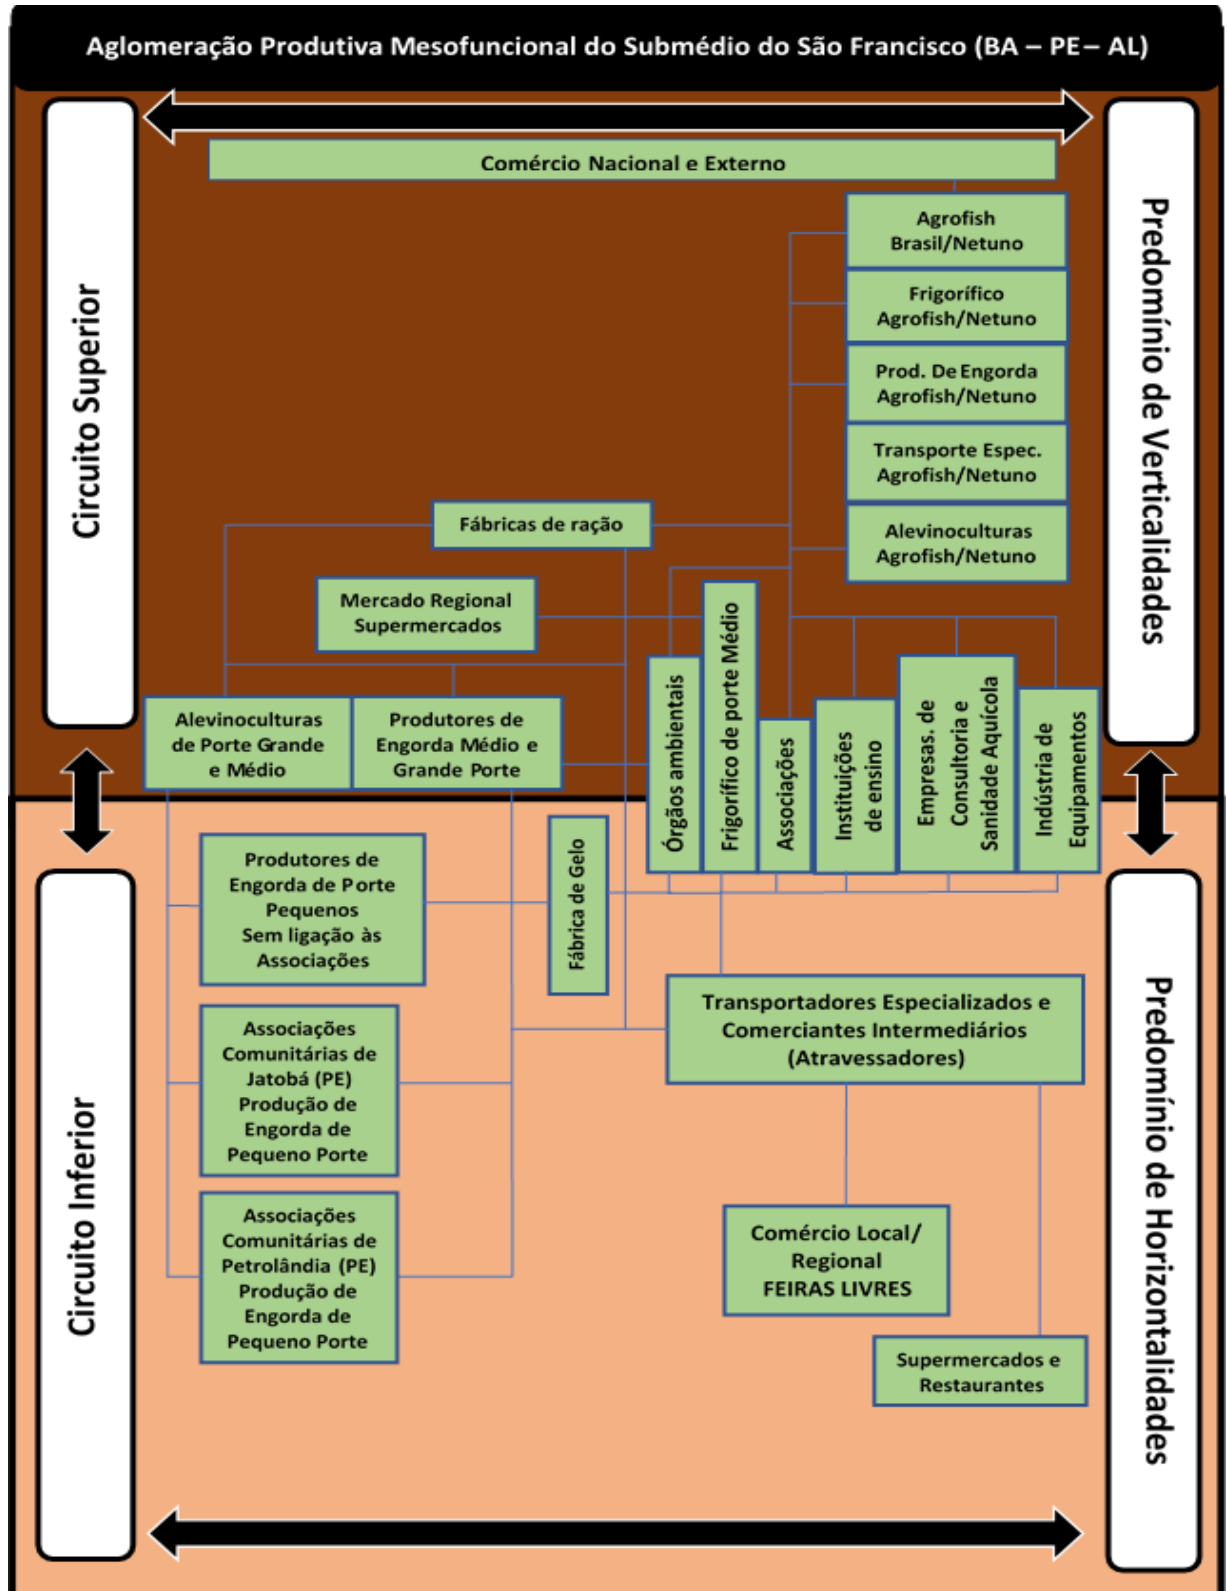 Aglomeração Produtiva Mesofuncional do Submédio do São Francisco (BA – PE – AL)
Circuito Superior
Predomínio de Verticalidades
Comércio Nacional e Externo
Agrofish
Brasil/Netuno
Frigorífico
Agrofish/Netuno
Prod. De Engorda
Agrofish/Netuno
Transporte Espec.
Agrofish/Netuno
Alevinoculturas
Agrofish/Netuno
Fábricas de ração
Mercado Regional
Supermercados
Alevinoculturas
de Porte Grande
e Médio
Produtores de
Engorda Médio e
Grande Porte
Órgãos ambientais
Frigorífico de porte Médio
Associações
Instituições
de ensino
Empresas. de
Consultoria e
Sanidade Aquícola
Indústria de
Equipamentos
Circuito Inferior
Predomínio de Horizontalidades
Produtores de
Engorda de Porte
Pequenos
Sem ligação às
Associações
Fábrica de Gelo
Associações
Comunitárias de
Jatobá (PE)
Produção de
Engorda de
Pequeno Porte
Transportadores Especializados e
Comerciantes Intermediários
(Atravessadores)
Associações
Comunitárias de
Petrolândia (PE)
Produção de
Engorda de
Pequeno Porte
Comércio Local/
Regional
FEIRAS LIVRES
Supermercados e
Restaurantes